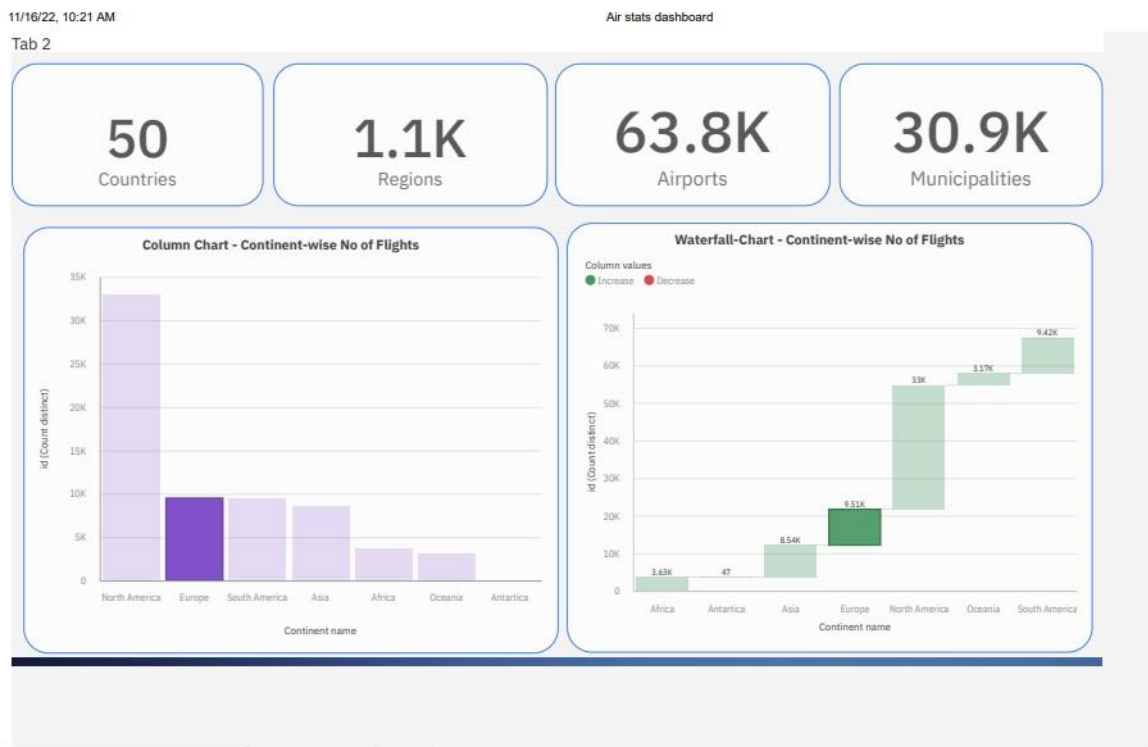 11/16/22, 10:21 AM Air stats dashboard
Tab 2
50 1.1K 63.8K 30.9K
Countries Regions Airports Municipalities
Column Chart - Continent-wise No of Flights
35K
30K
25K
20K
15K
10K
5K
0
id (Count distinct)
North America Europe South America Asia Africa Oceania Antartica
Continent name
Waterfall-Chart - Continent-wise No of Flights
Column values
Increase Decrease
70K
60K
50K
40K
30K
20K
10K
0
id (Count distinct)
3.63K 47 8.54K 9.51K 33K 3.17K 9.42K
Africa Antartica Asia Europe North America Oceania South America
Continent name